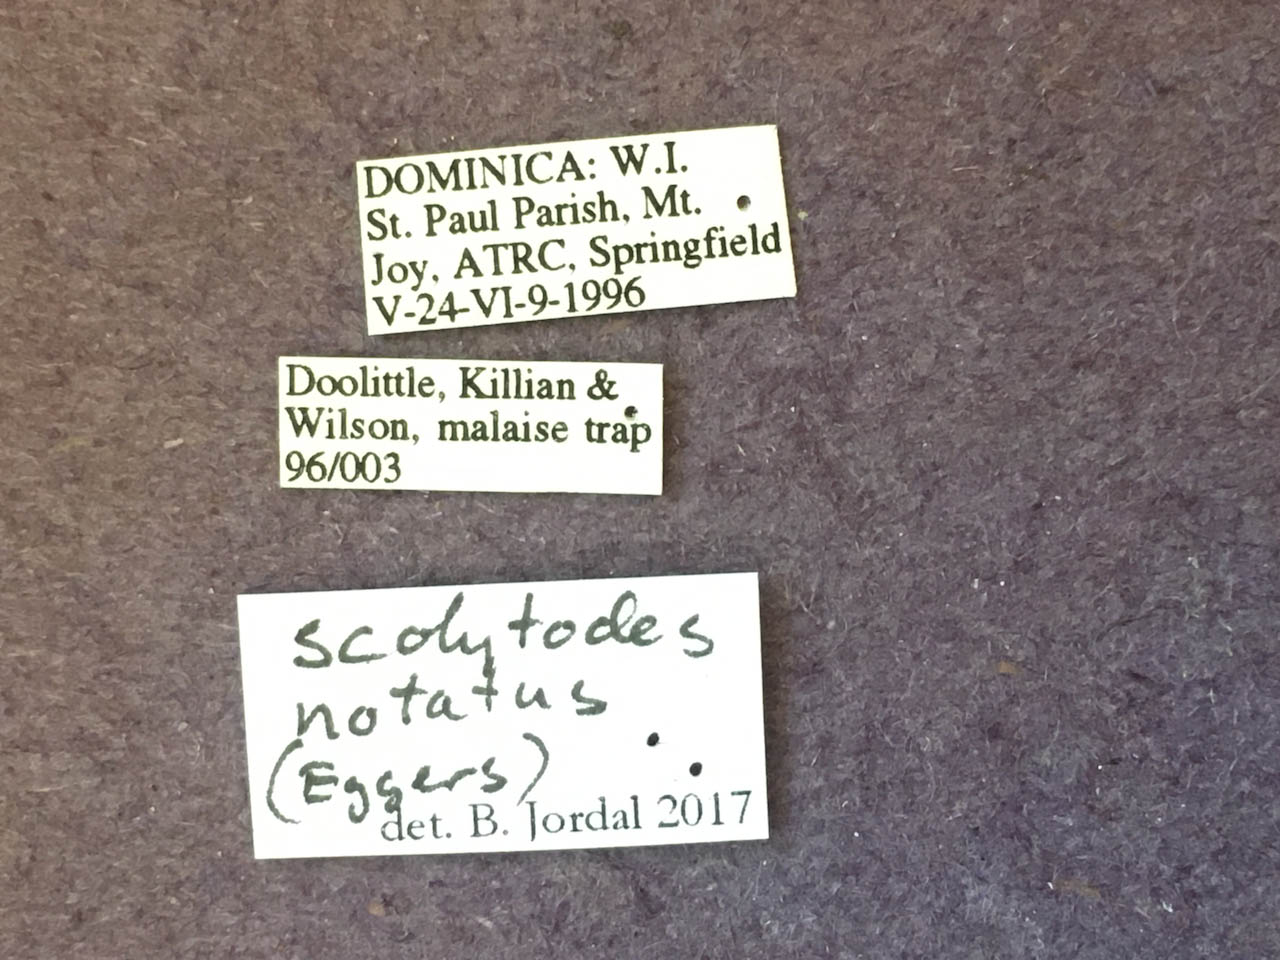 DOMINICA: W.I.
St. Paul Parish, Mt.
Joy, ATRC, Springfield
V-24-VI-9-1996
Doolittle, Killian &
Wilson, malaise trap
96/003
scolytodes
notatus
(Eggers)
det. B. Jordal 2017